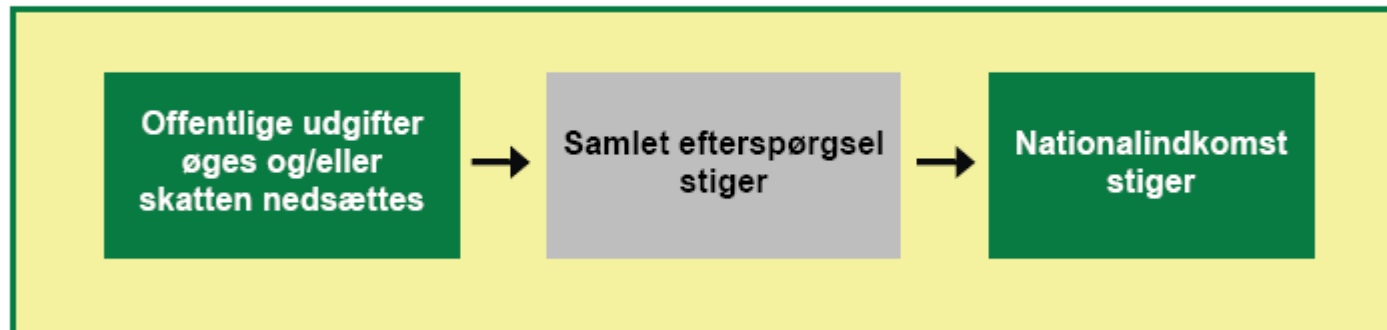 Offentlige udgifter
øges og/eller
skatten nedsættes
Samlet efterspørgsel
stiger
Nationalindkomst
stiger